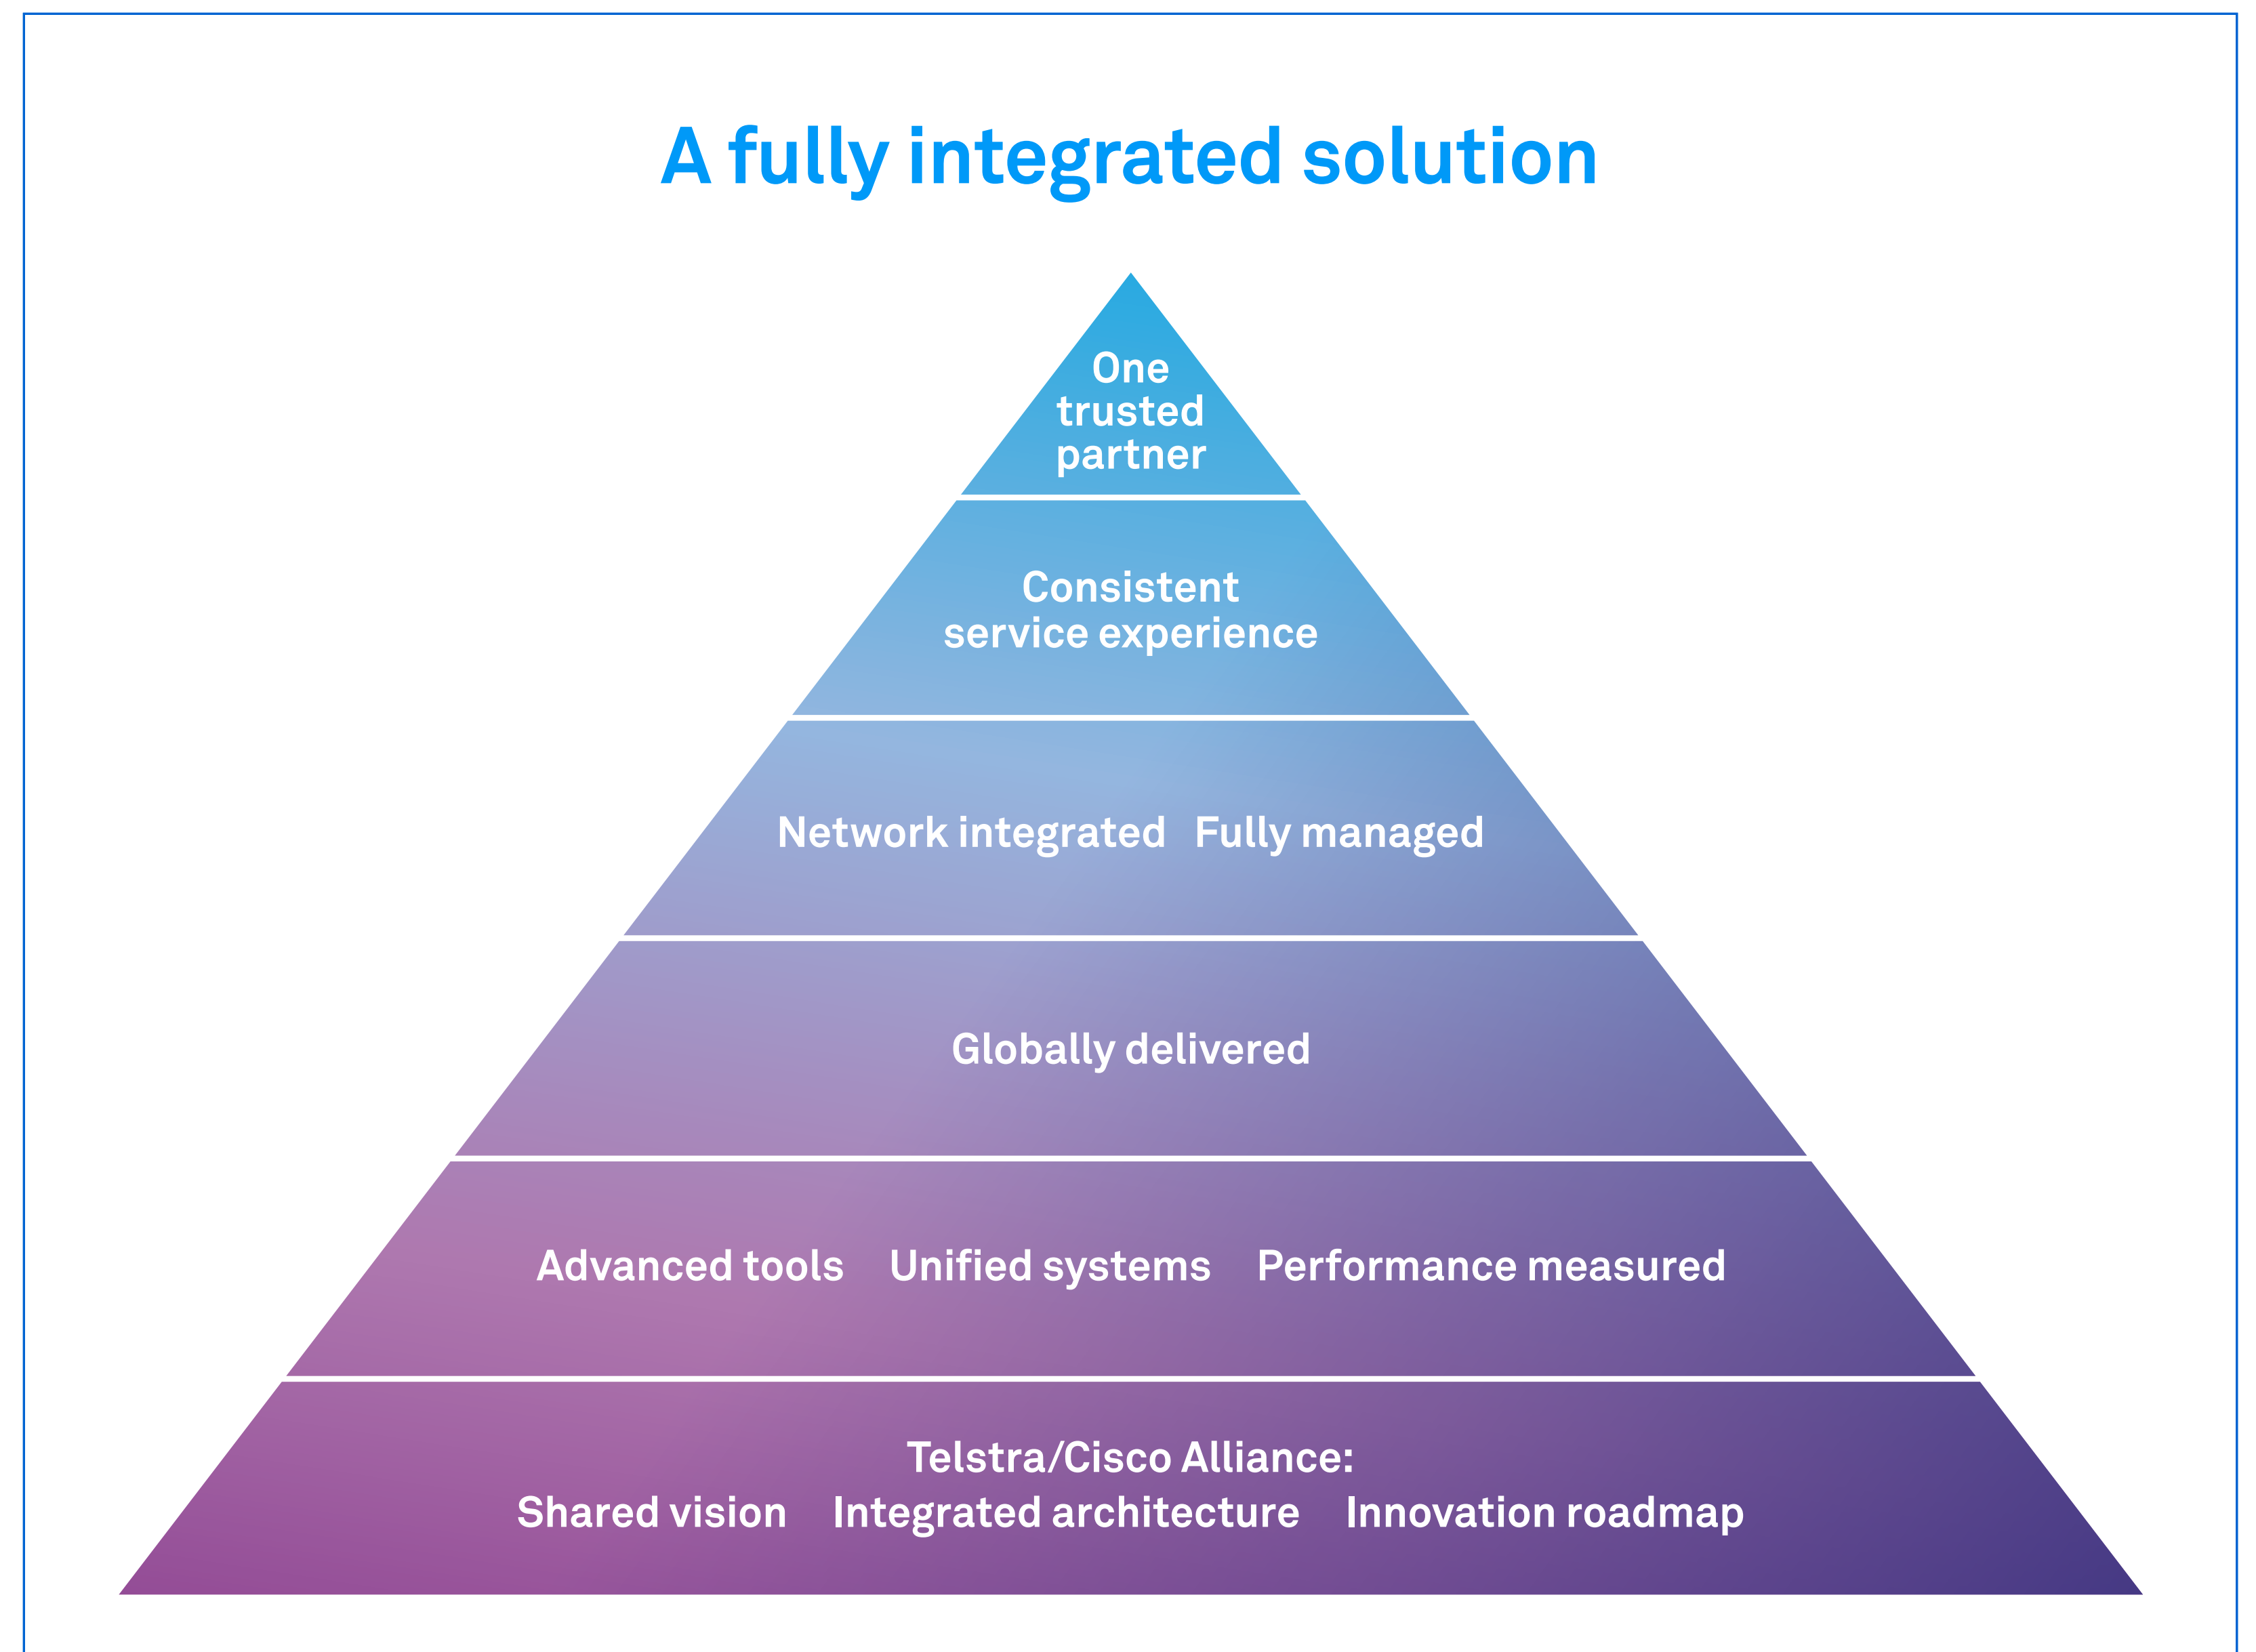 A fully integrated solution
One
trusted
partner
Consistent
service experience
Network integrated Fully managed
Globally delivered
Advanced tools Unified systems Performance measured
Telstra/Cisco Alliance:
Shared vision Integrated architecture Innovation roadmap